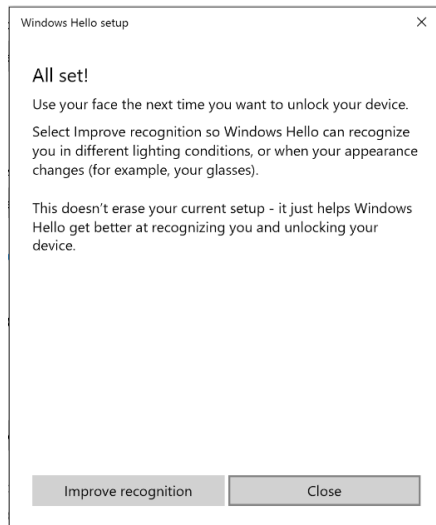 Windows Hello setup
All set!
Use your face the next time you want to unlock your device.
Select Improve recognition so Windows Hello can recognize
you in different lighting conditions, or when your appearance
changes (for example, your glasses).
This doesn't erase your current setup - it just helps Windows
Hello get better at recognizing you and unlocking your
device.
Improve recognition
Close